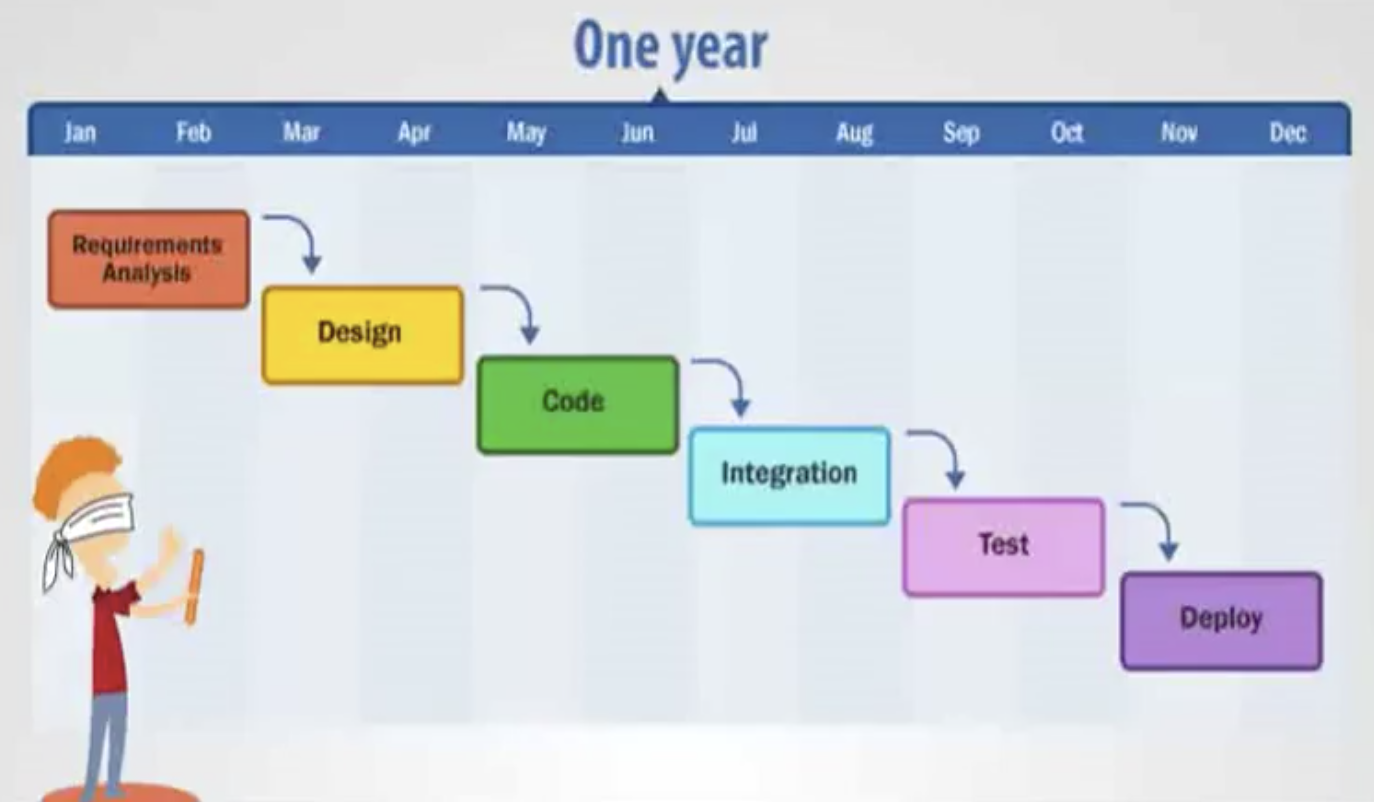 One year
Jan Feb Mar Apr May Jun Jul Aug Sep Oct Nov Dec
Requirements
Analysis
Design
Code
Integration
Test
Deploy